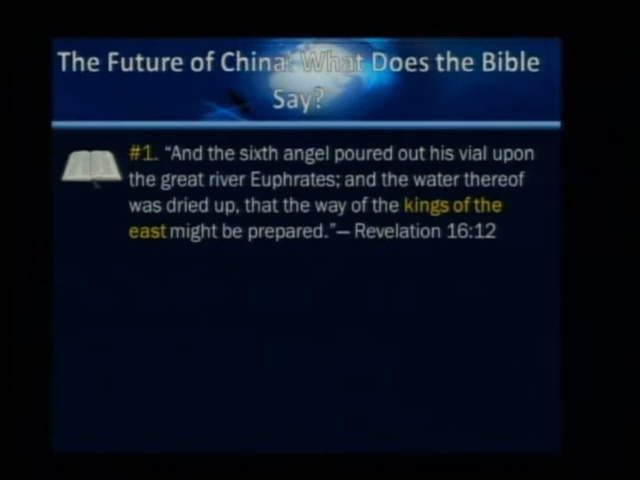 The Future of China: What Does the Bible
Say?
#1. “And the sixth angel poured out his vial upon
the great river Euphrates; and the water thereof
was dried up, that the way of the kings of the
east might be prepared.”— Revelation 16:12